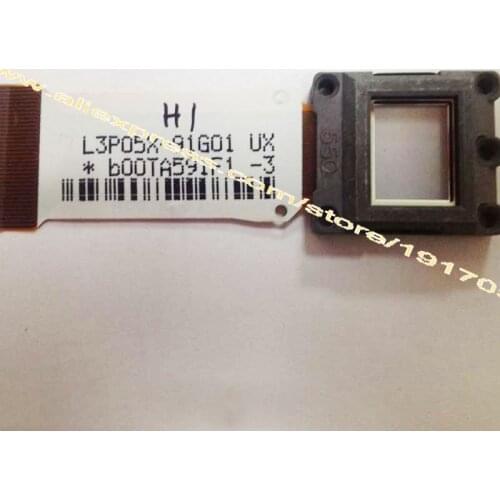 H1
L3P05X-91G01 UX
* b00TA591F1 -3
550
www.aliexpress.com/store/19170